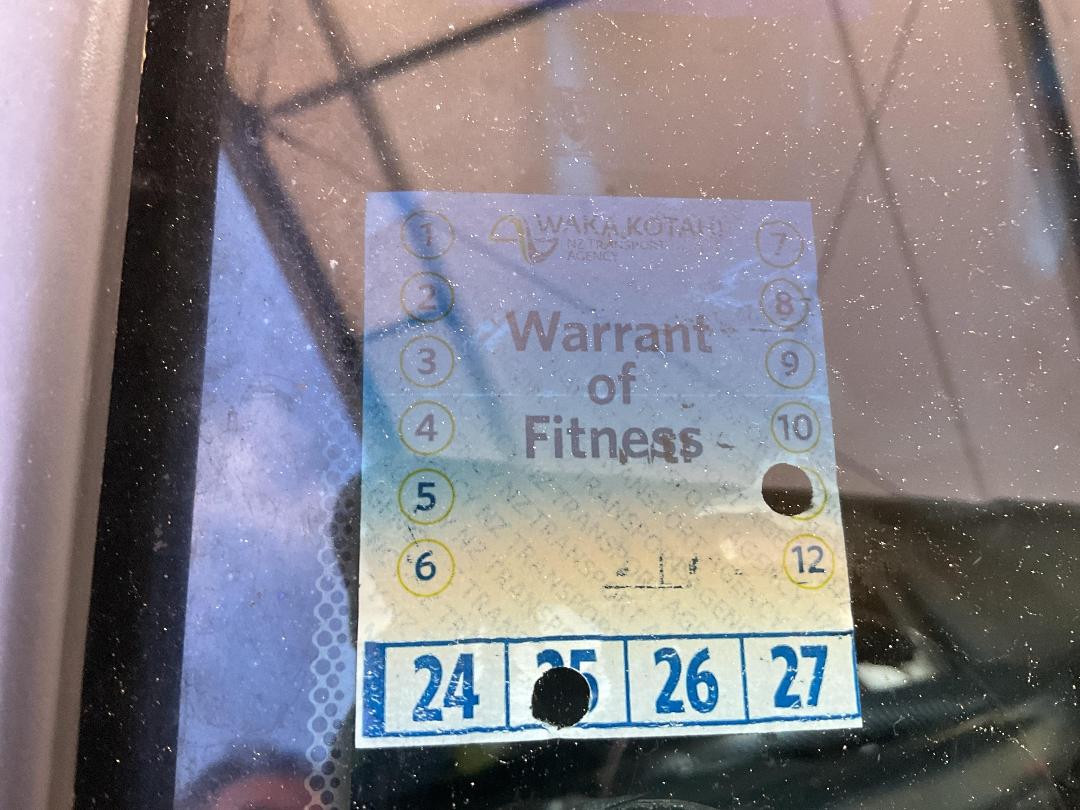 WAKA KOTAHI
NZ TRANSPORT
AGENCY
1
2
3
4
5
6
Warrant
of
Fitness
7
8
9
10
12
24
25
26
27